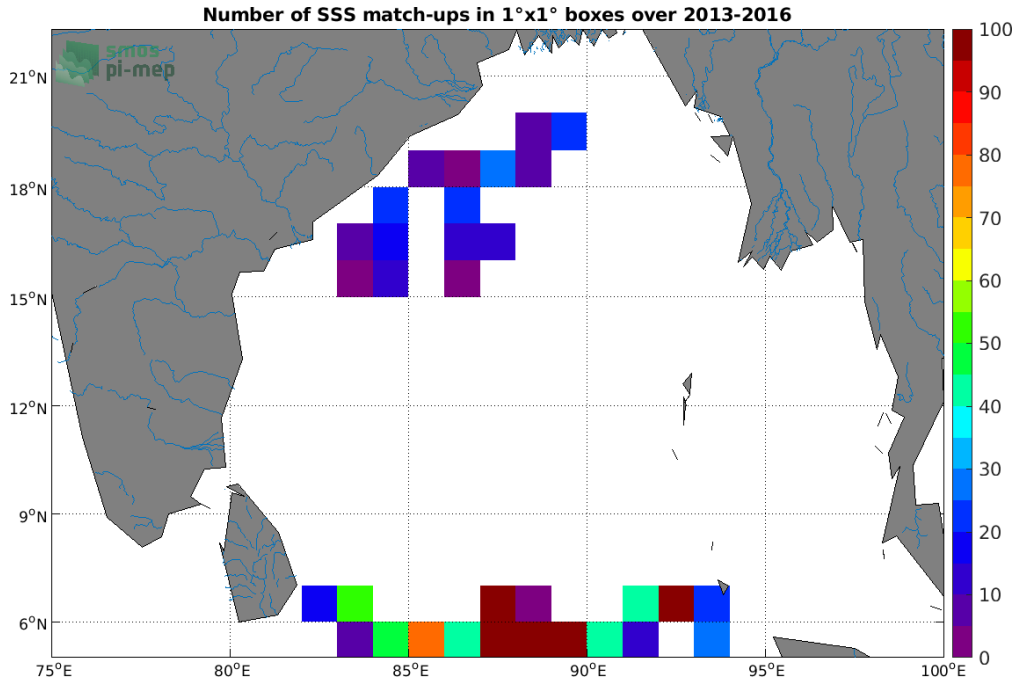 Number of SSS match-ups in 1°x1° boxes over 2013-2016
smos
pi-mep
21°N
18°N
15°N
12°N
9°N
6°N
75°E
80°E
85°E
90°E
95°E
100°E
100
90
80
70
60
50
40
30
20
10
0